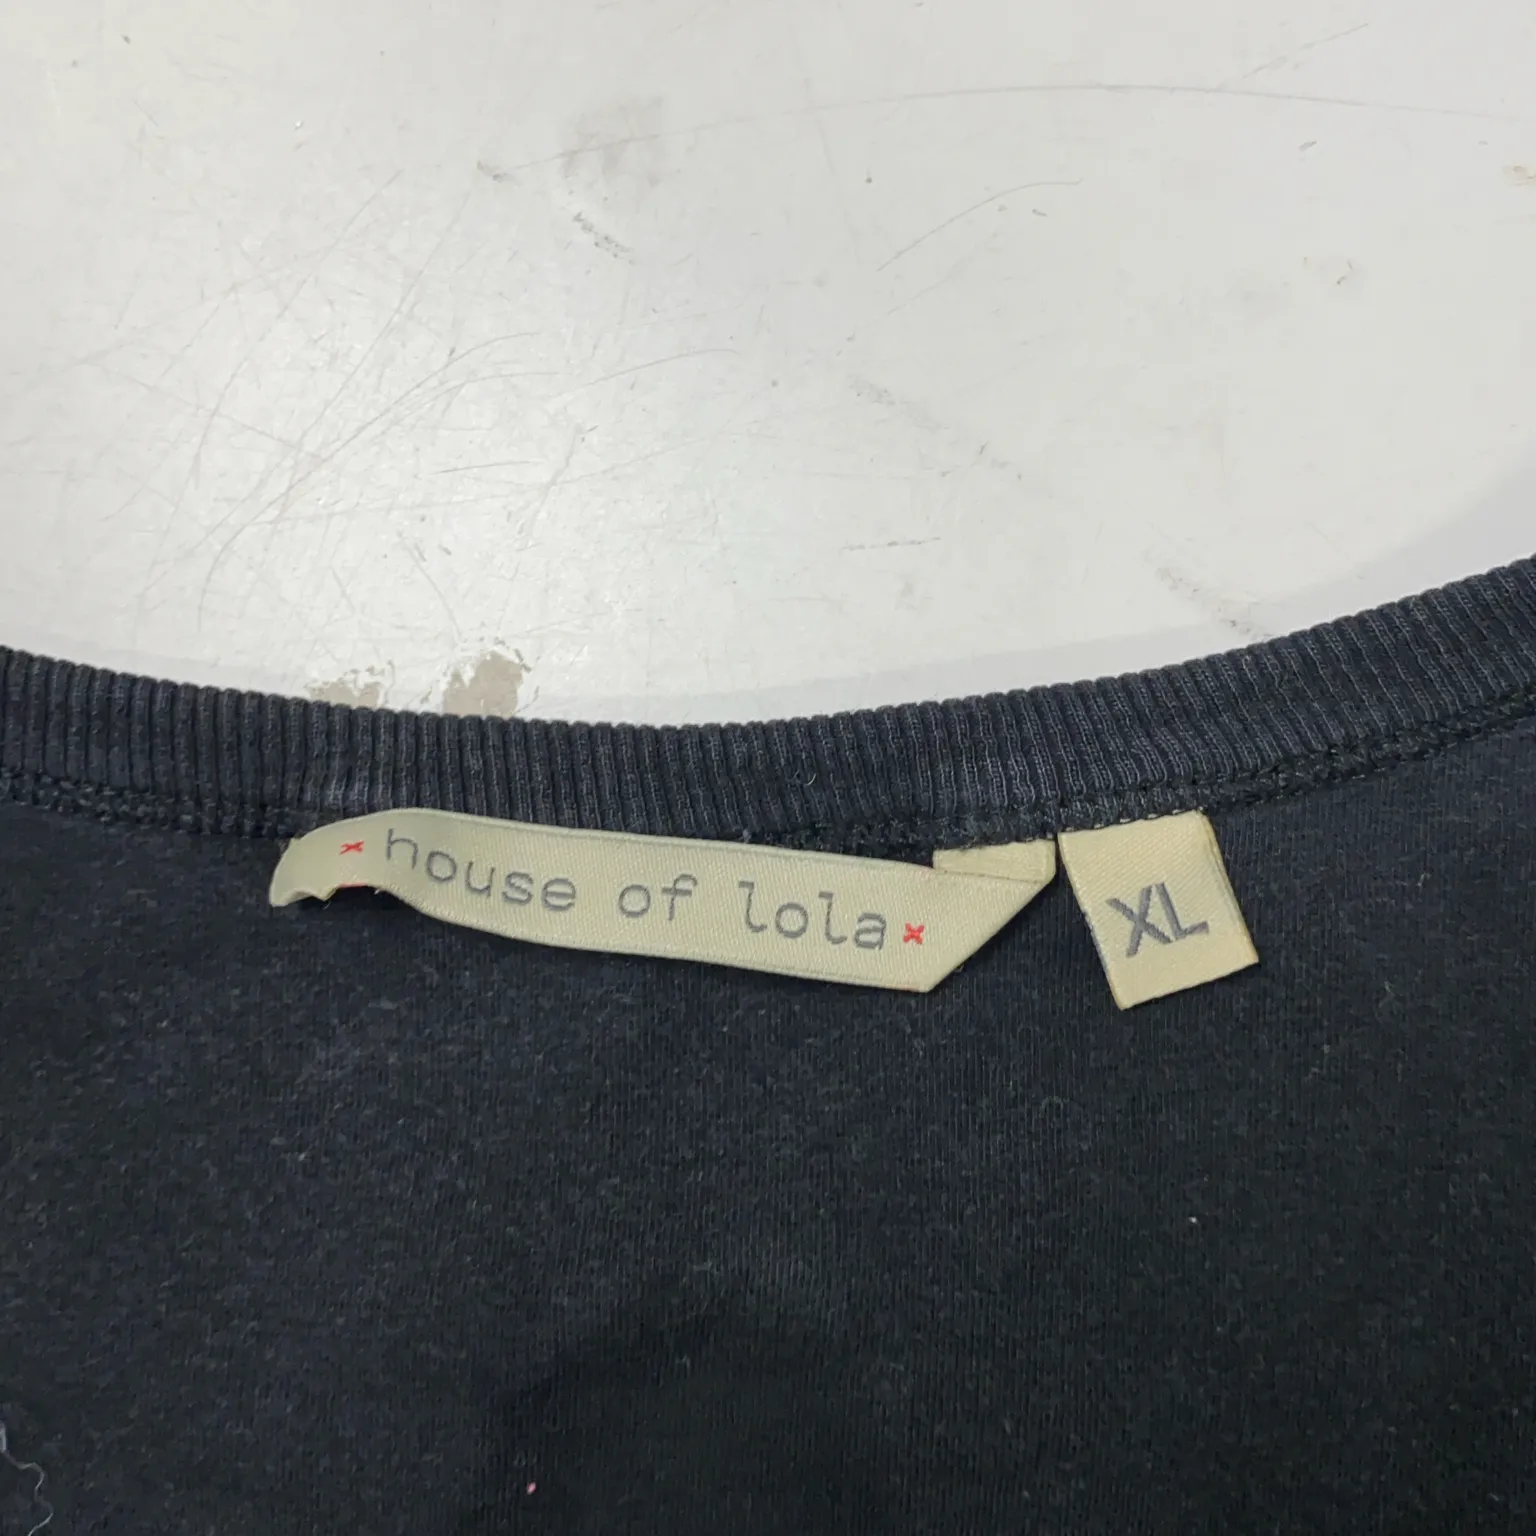 × house of lola ×
XL